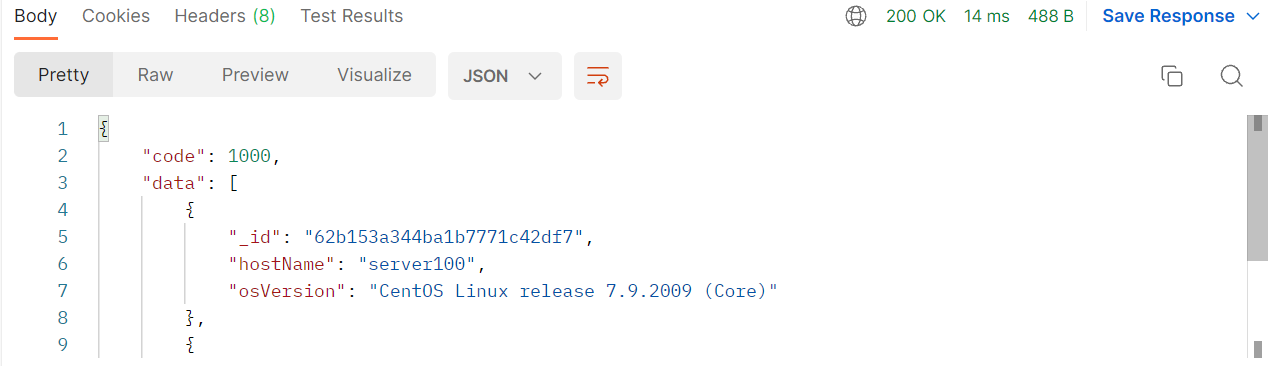 Body Cookies Headers (8) Test Results 200 OK 14 ms 488 B Save Response
Pretty Raw Preview Visualize JSON
1 {
2 "code": 1000,
3 "data": [
4 {
5 "_id": "62b153a344ba1b7771c42df7",
6 "hostName": "server100",
7 "osVersion": "CentOS Linux release 7.9.2009 (Core)"
8 },
9 {